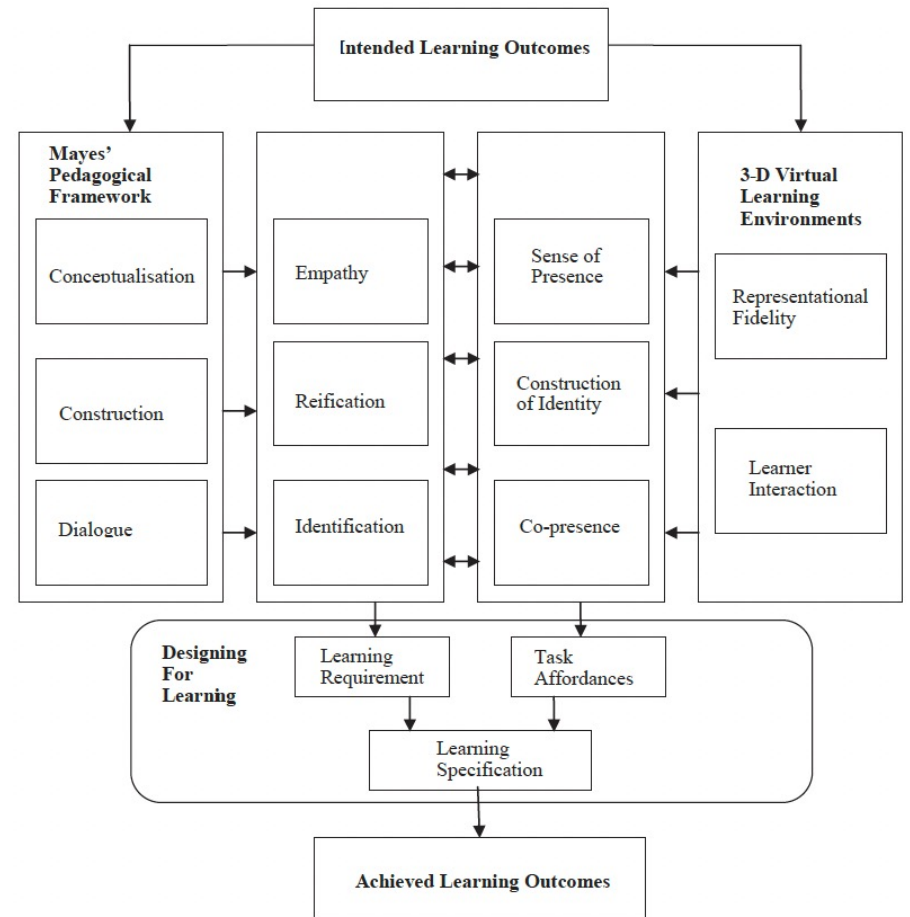 Intended Learning Outcomes
Mayes'
Pedagogical
Framework
Conceptualisation
Construction
Dialogue
Empathy
Reification
Identification
Sense of
Presence
Construction
of Identity
Co-presence
3-D Virtual
Learning
Environments
Representational
Fidelity
Learner
Interaction
Designing
For
Learning
Learning
Requirement
Task
Affordances
Learning
Specification
Achieved Learning Outcomes